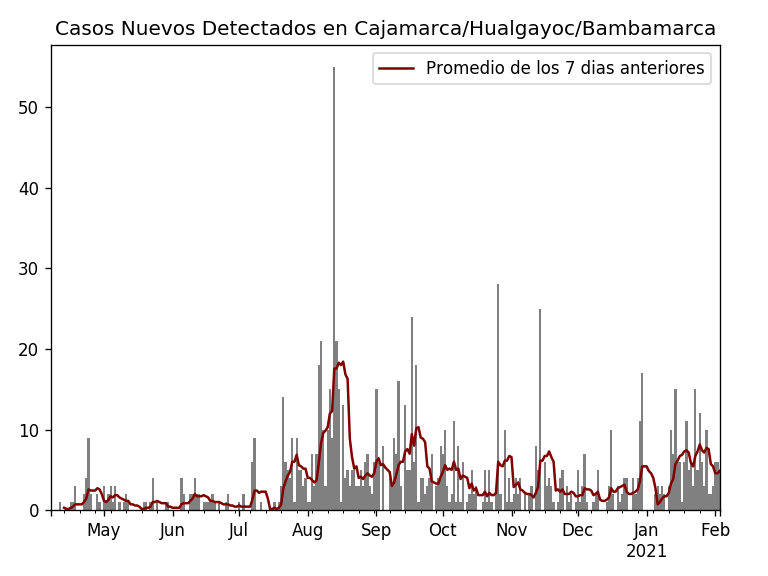 Casos Nuevos Detectados en Cajamarca/Hualgayoc/Bambamarca
Promedio de los 7 dias anteriores
50
40
30
20
10
0
May Jun Jul Aug Sep Oct Nov Dec Jan Feb
2021